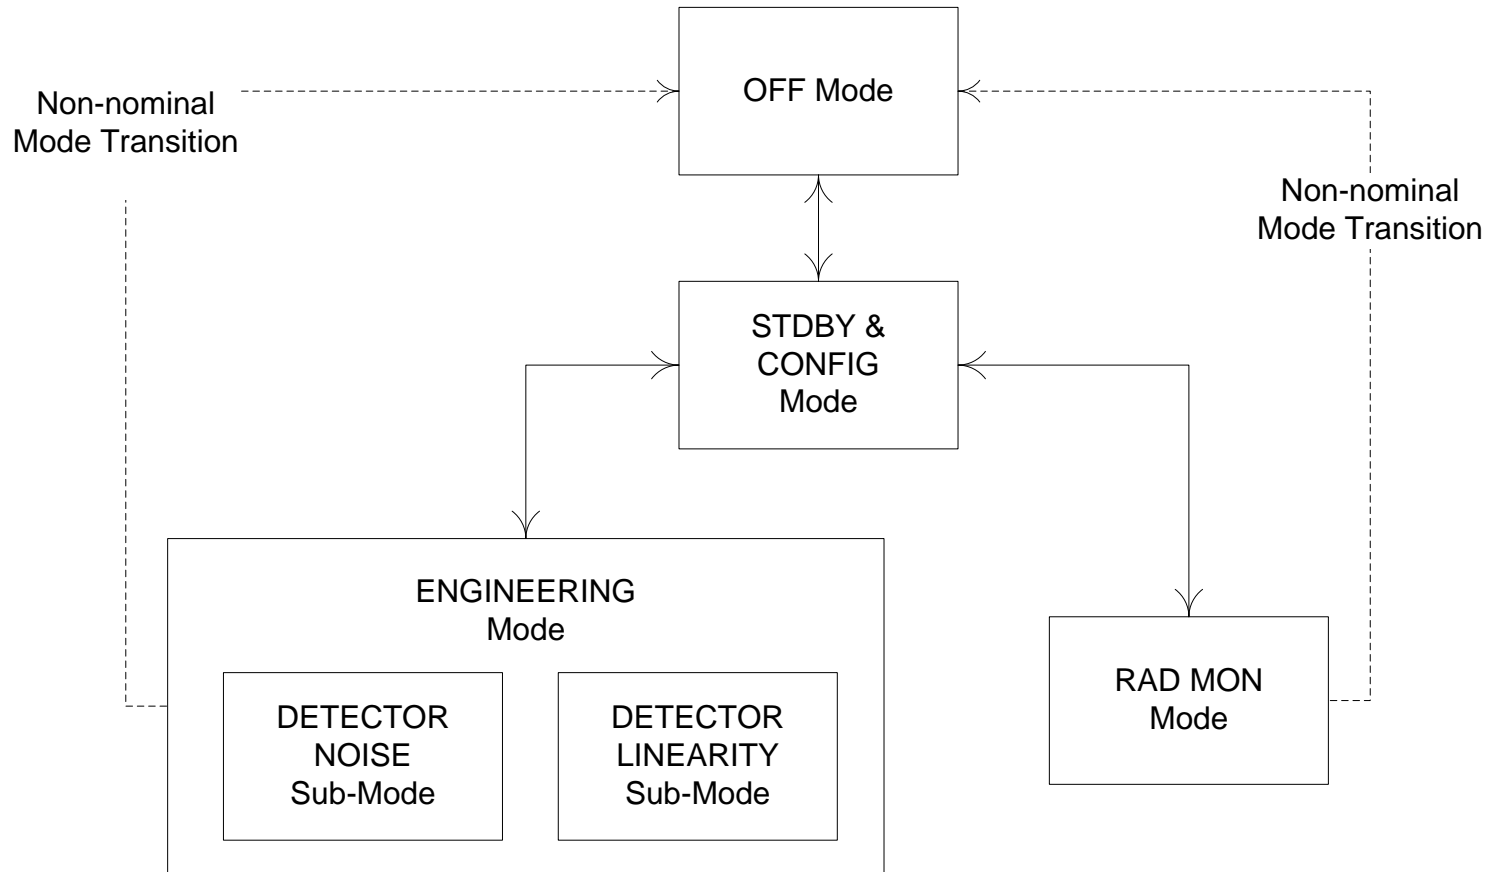 OFF Mode
Non-nominal
Mode Transition
Non-nominal
Mode Transition
STDBY &
CONFIG
Mode
ENGINEERING
Mode
DETECTOR
NOISE
Sub-Mode
DETECTOR
LINEARITY
Sub-Mode
RAD MON
Mode